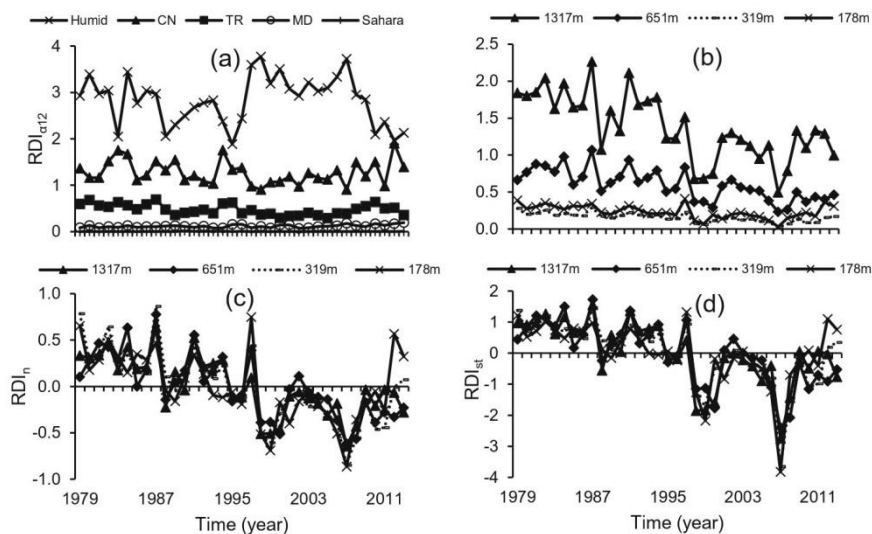 Humid CN TR MD Sahara
(a)
RDIα12
4
3
2
1
0
1317m 651m 319m 178m
(b)
2.5
2.0
1.5
1.0
0.5
0.0
1317m 651m 319m 178m
(c)
RDIn
1.0
0.5
0.0
-0.5
-1.0
1979 1987 1995 2003 2011
Time (year)
1317m 651m 319m 178m
(d)
RDIst
2
1
0
-1
-2
-3
-4
1979 1987 1995 2003 2011
Time (year)